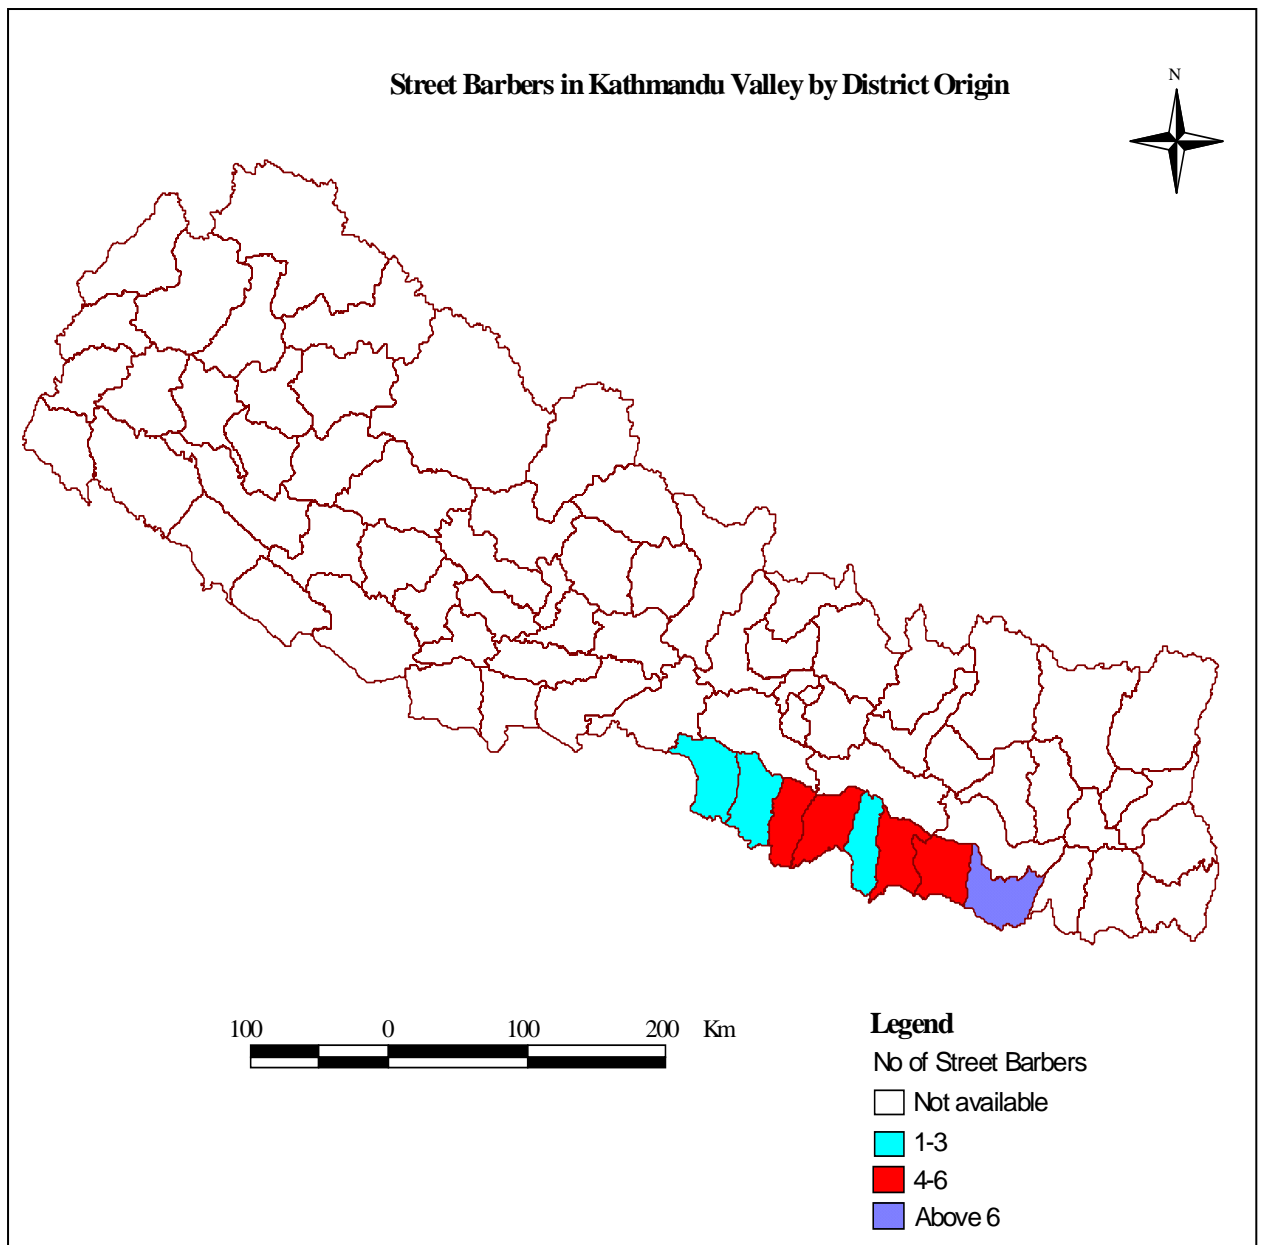 Street Barbers in Kathmandu Valley by District Origin
N
100 0 100 200 Km
Legend
No of Street Barbers
Not available
1-3
4-6
Above 6